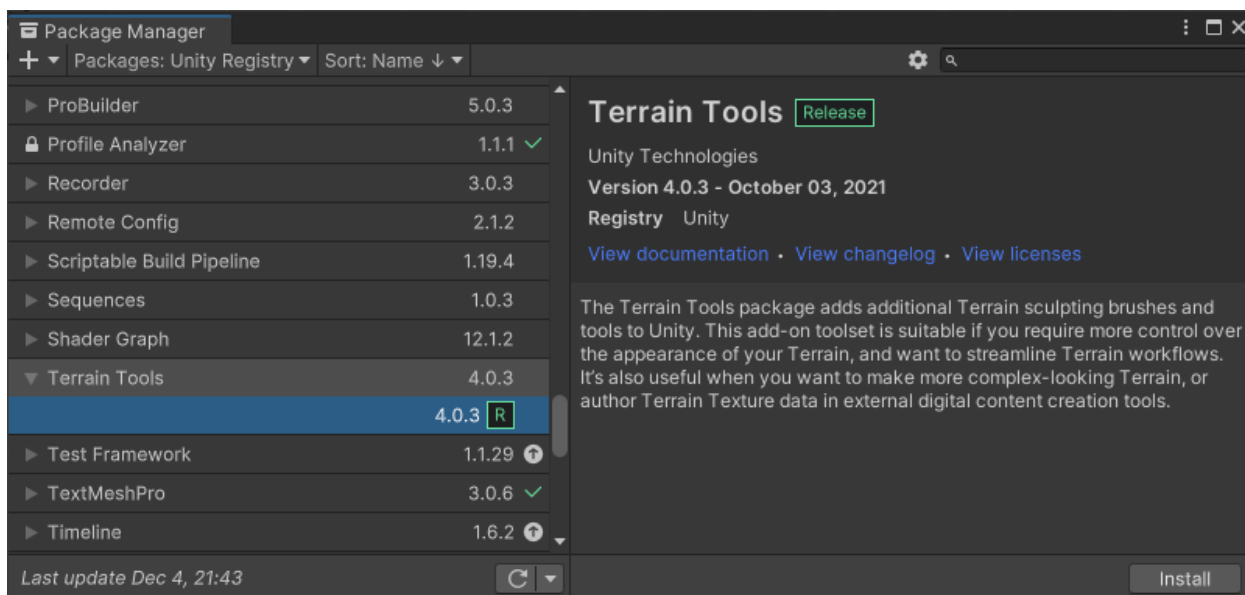 Package Manager
Packages: Unity Registry Sort: Name ↓
ProBuilder 5.0.3
Profile Analyzer 1.1.1
Recorder 3.0.3
Remote Config 2.1.2
Scriptable Build Pipeline 1.19.4
Sequences 1.0.3
Shader Graph 12.1.2
Terrain Tools 4.0.3
4.0.3 R
Test Framework 1.1.29
TextMeshPro 3.0.6
Timeline 1.6.2
Last update Dec 4, 21:43
Terrain Tools Release
Unity Technologies
Version 4.0.3 - October 03, 2021
Registry Unity
View documentation • View changelog • View licenses
The Terrain Tools package adds additional Terrain sculpting brushes and
tools to Unity. This add-on toolset is suitable if you require more control over
the appearance of your Terrain, and want to streamline Terrain workflows.
It's also useful when you want to make more complex-looking Terrain, or
author Terrain Texture data in external digital content creation tools.
Install